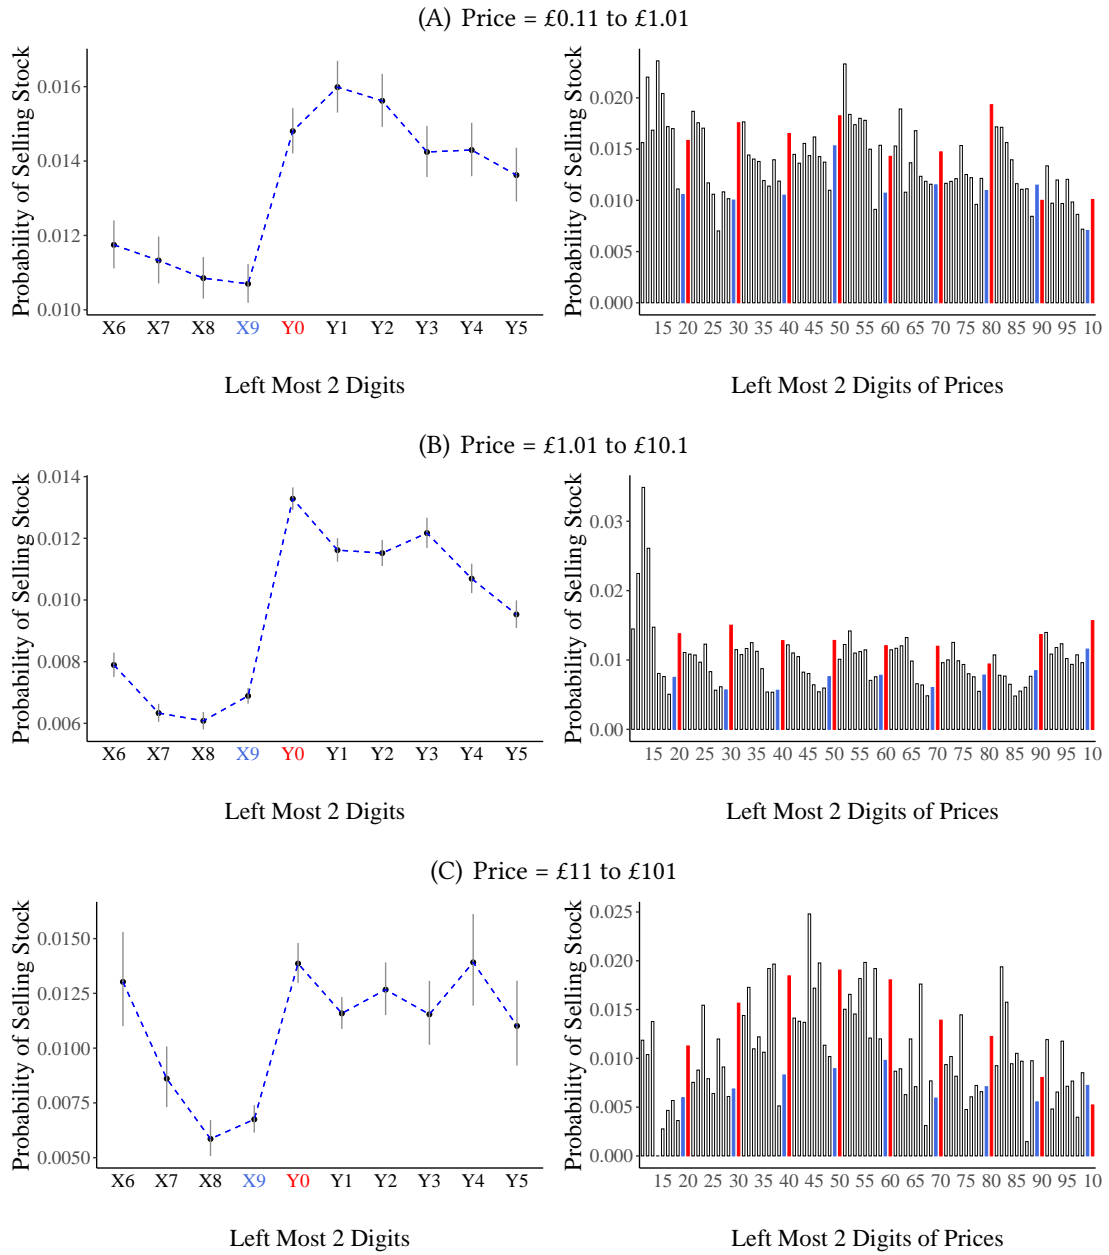 (A) Price = £0.11 to £1.01
Probability of Selling Stock
0.016
0.014
0.012
0.010
X6 X7 X8 X9 Y0 Y1 Y2 Y3 Y4 Y5
Left Most 2 Digits
Probability of Selling Stock
0.020
0.015
0.010
0.005
0.000
15 20 25 30 35 40 45 50 55 60 65 70 75 80 85 90 95 10
Left Most 2 Digits of Prices
(B) Price = £1.01 to £10.1
Probability of Selling Stock
0.014
0.012
0.010
0.008
0.006
X6 X7 X8 X9 Y0 Y1 Y2 Y3 Y4 Y5
Left Most 2 Digits
Probability of Selling Stock
0.03
0.02
0.01
0.00
15 20 25 30 35 40 45 50 55 60 65 70 75 80 85 90 95 10
Left Most 2 Digits of Prices
(C) Price = £11 to £101
Probability of Selling Stock
0.0150
0.0125
0.0100
0.0075
0.0050
X6 X7 X8 X9 Y0 Y1 Y2 Y3 Y4 Y5
Left Most 2 Digits
Probability of Selling Stock
0.025
0.020
0.015
0.010
0.005
0.000
15 20 25 30 35 40 45 50 55 60 65 70 75 80 85 90 95 10
Left Most 2 Digits of Prices